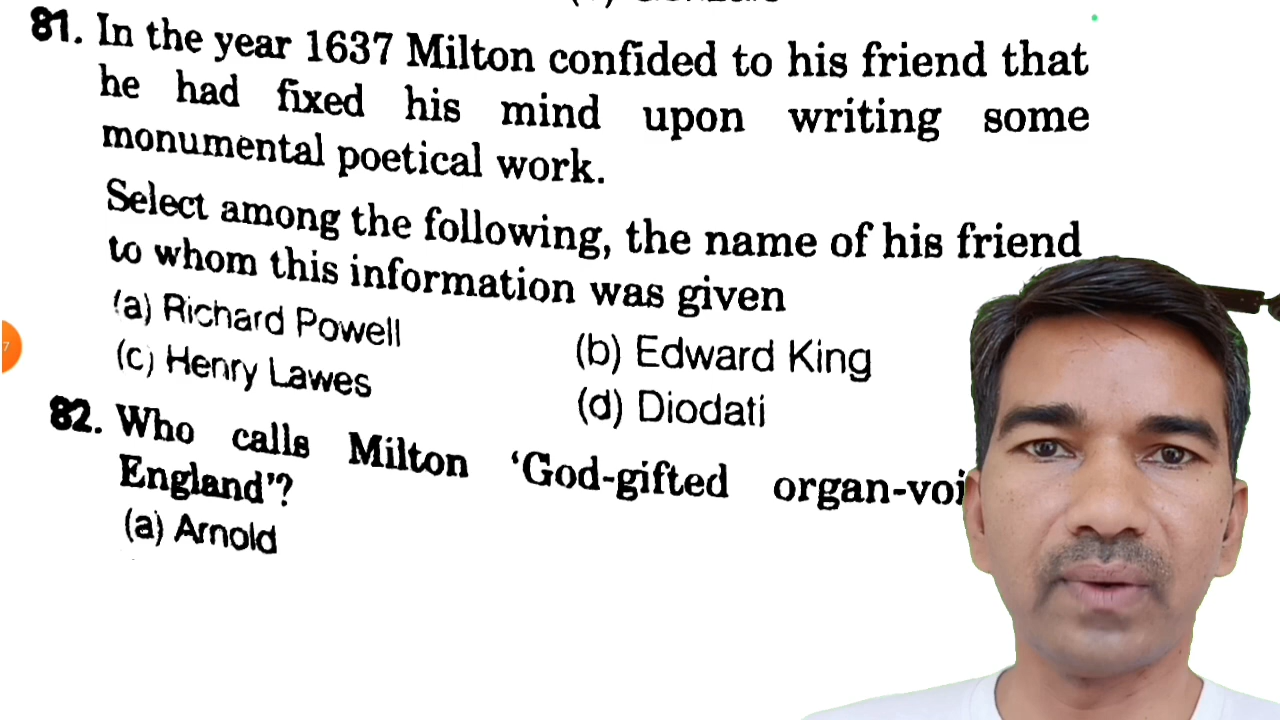 81. In the year 1637 Milton confided to his friend that
he had fixed his mind upon writing some
monumental poetical work.
Select among the following, the name of his friend
to whom this information was given
(a) Richard Powell
(b) Edward King
(c) Henry Lawes
(d) Diodati
82. Who calls Milton ‘God-gifted
England’?
(a) Arnold
7